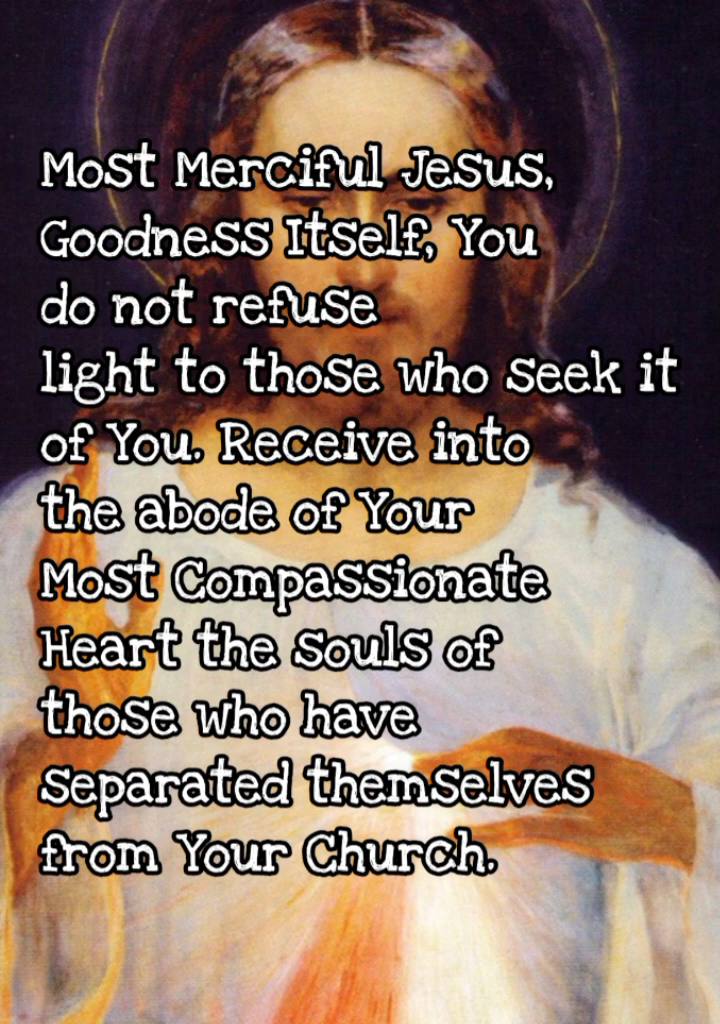 Most Merciful Jesus,
Goodness Itself, You
do not refuse
light to those who seek it
of You. Receive into
the abode of Your
Most Compassionate
Heart the souls of
those who have
separated themselves
from Your Church.